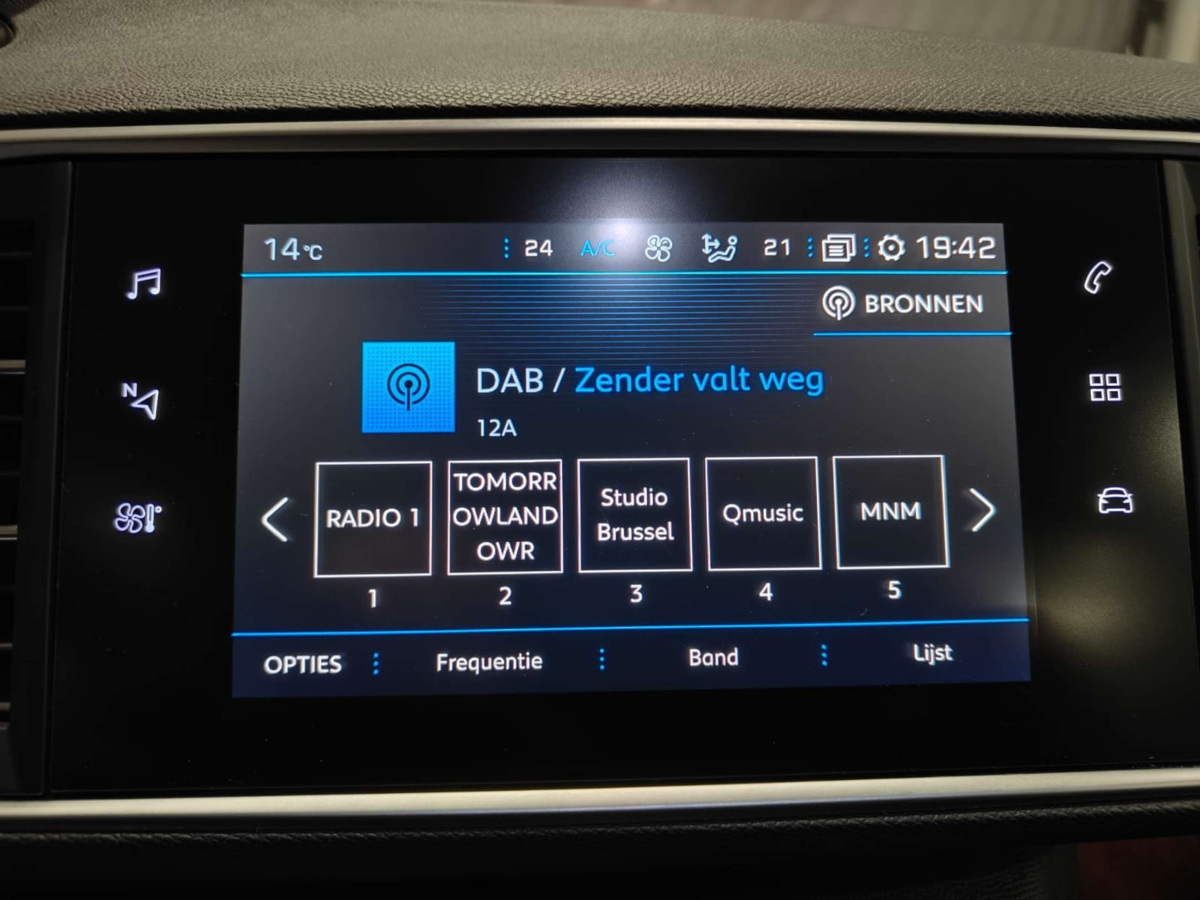 14°C 24 A/C 21 19:42
BRONNEN
N
DAB / Zender valt weg
12A
RADIO 1
TOMORR
OWLAND
OWR
Studio
Brussel
Qmusic
MNM
1 2 3 4 5
OPTIES Frequentie Band Lijst